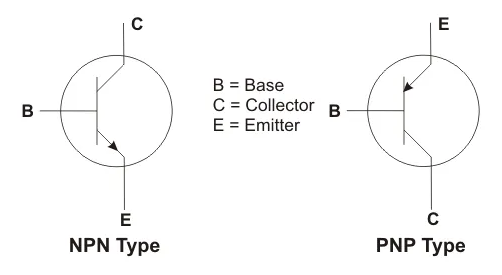 C
E
B
B = Base
C = Collector
E = Emitter
B
E
C
NPN Type
PNP Type